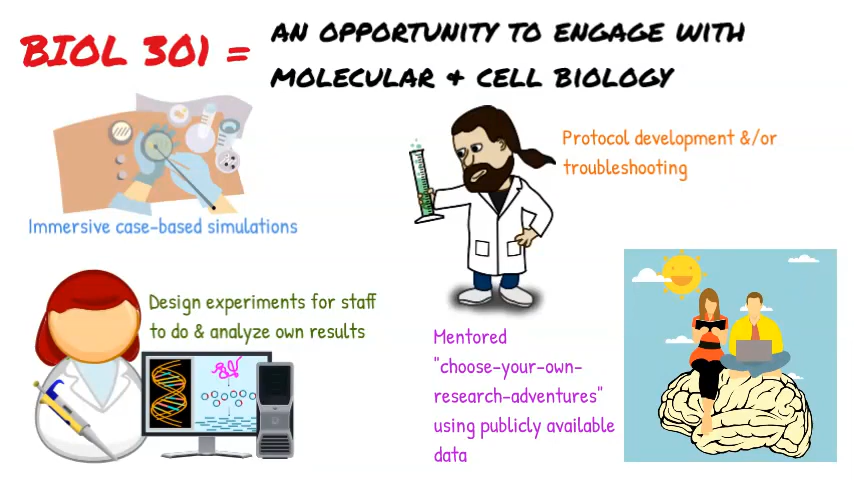 BIOL 301 =
AN OPPORTUNITY TO ENGAGE WITH
MOLECULAR & CELL BIOLOGY
Immersive case-based simulations
Protocol development &/or
troubleshooting
Design experiments for staff
to do & analyze own results
Mentored
"choose-your-own-
research-adventures"
using publicly available
data